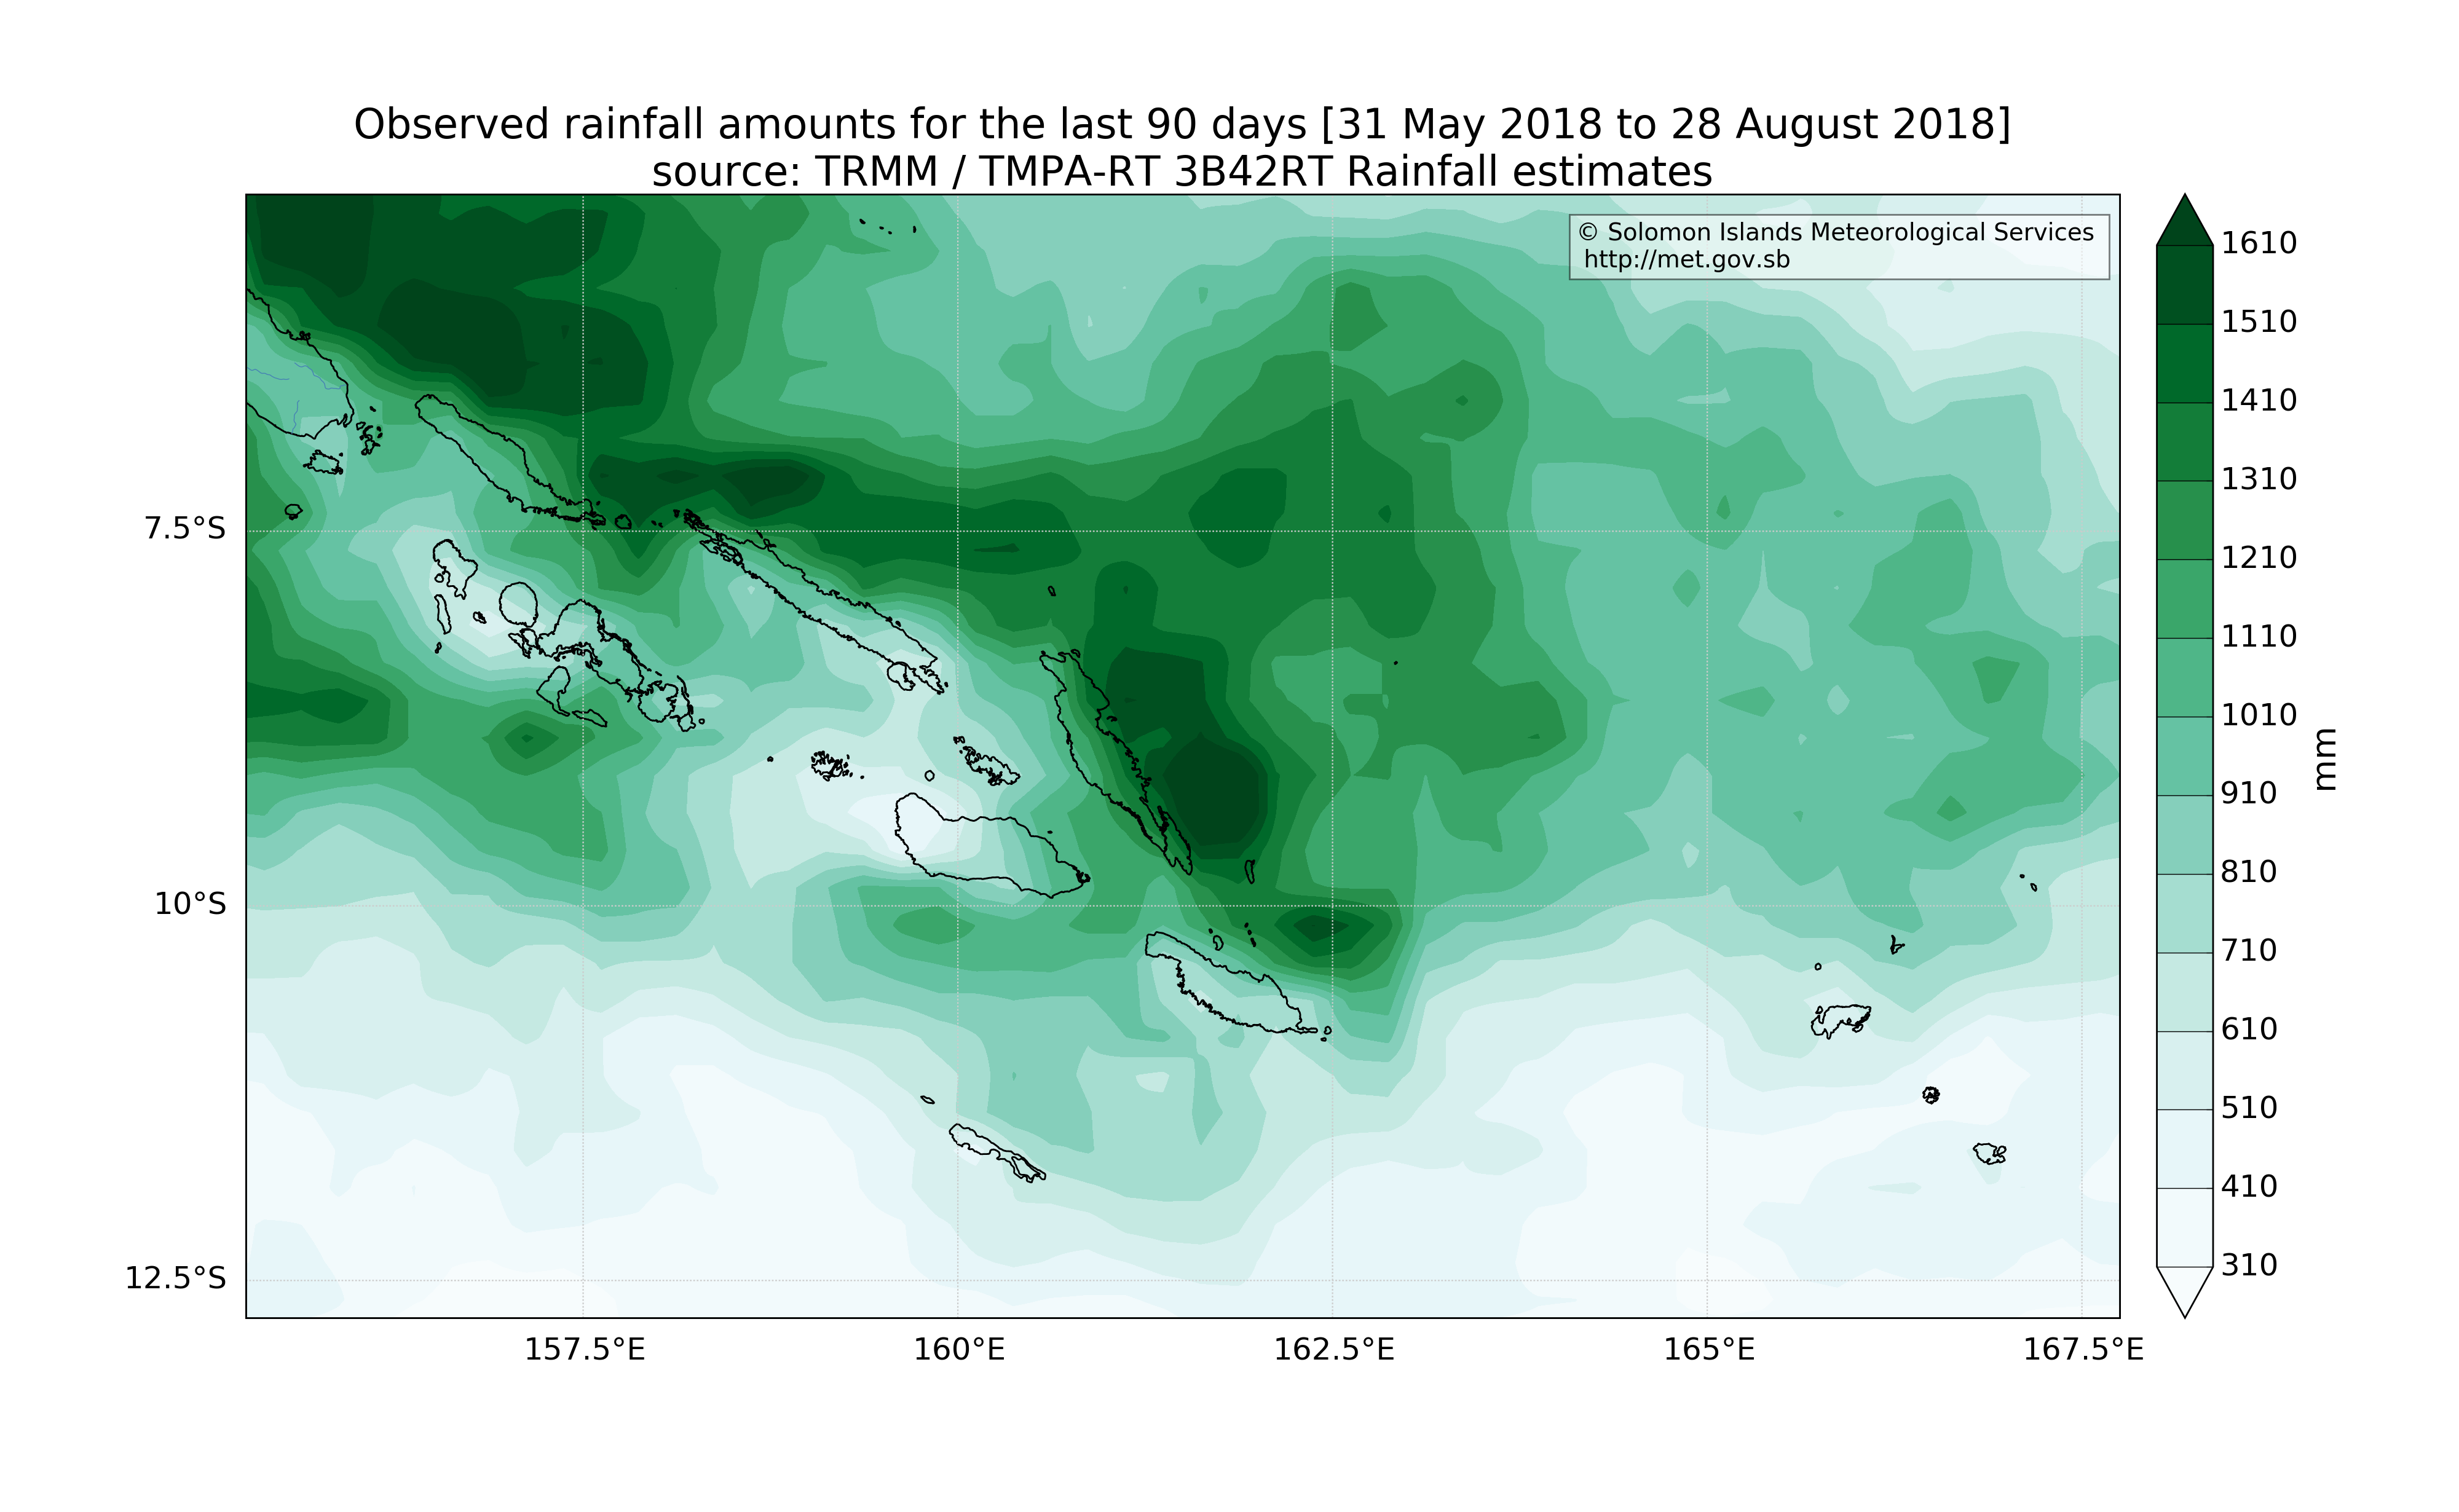 Observed rainfall amounts for the last 90 days [31 May 2018 to 28 August 2018]
source: TRMM / TMPA-RT 3B42RT Rainfall estimates
© Solomon Islands Meteorological Services
http://met.gov.sb
7.5°S
10°S
12.5°S
157.5°E
160°E
162.5°E
165°E
167.5°E
1610
1510
1410
1310
1210
1110
1010
910
810
710
610
510
410
310
mm